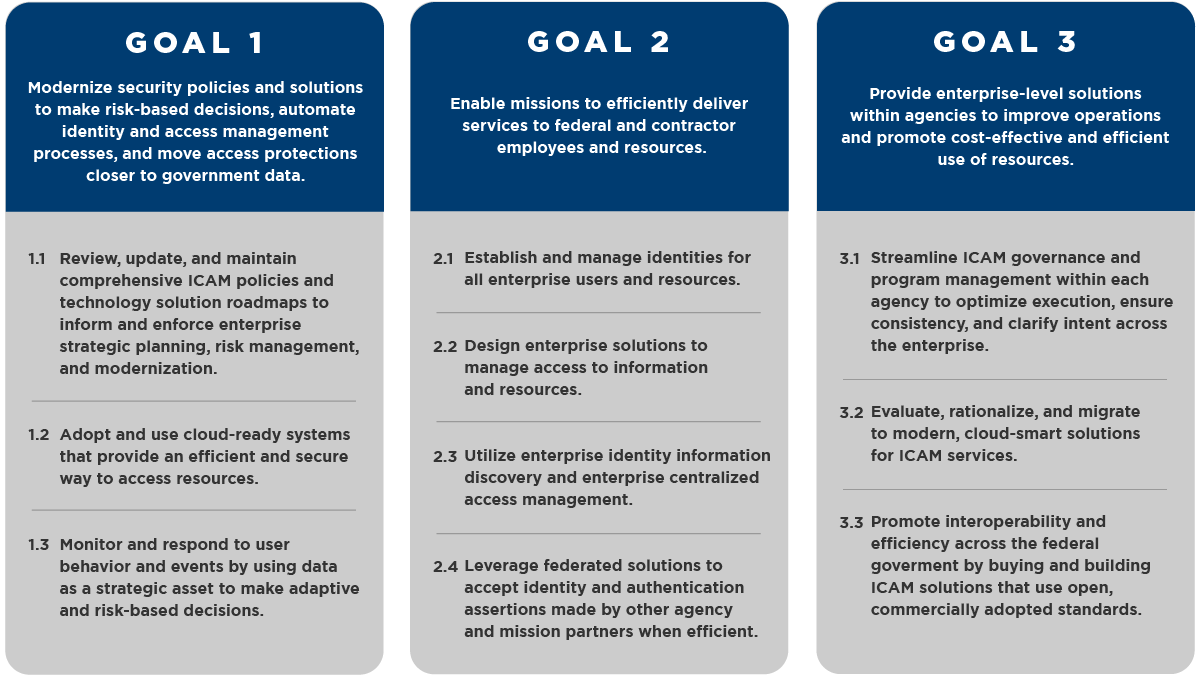 GOAL 1
Modernize security policies and solutions
to make risk-based decisions, automate
identity and access management
processes, and move access protections
closer to government data.
1.1 Review, update, and maintain
comprehensive ICAM policies and
technology solution roadmaps to
inform and enforce enterprise
strategic planning, risk management,
and modernization.
1.2 Adopt and use cloud-ready systems
that provide an efficient and secure
way to access resources.
1.3 Monitor and respond to user
behavior and events by using data
as a strategic asset to make adaptive
and risk-based decisions.
GOAL 2
Enable missions to efficiently deliver
services to federal and contractor
employees and resources.
2.1 Establish and manage identities for
all enterprise users and resources.
2.2 Design enterprise solutions to
manage access to information
and resources.
2.3 Utilize enterprise identity information
discovery and enterprise centralized
access management.
2.4 Leverage federated solutions to
accept identity and authentication
assertions made by other agency
and mission partners when efficient.
GOAL 3
Provide enterprise-level solutions
within agencies to improve operations
and promote cost-effective and efficient
use of resources.
3.1 Streamline ICAM governance and
program management within each
agency to optimize execution, ensure
consistency, and clarify intent across
the enterprise.
3.2 Evaluate, rationalize, and migrate
to modern, cloud-smart solutions
for ICAM services.
3.3 Promote interoperability and
efficiency across the federal
goverment by buying and building
ICAM solutions that use open,
commercially adopted standards.